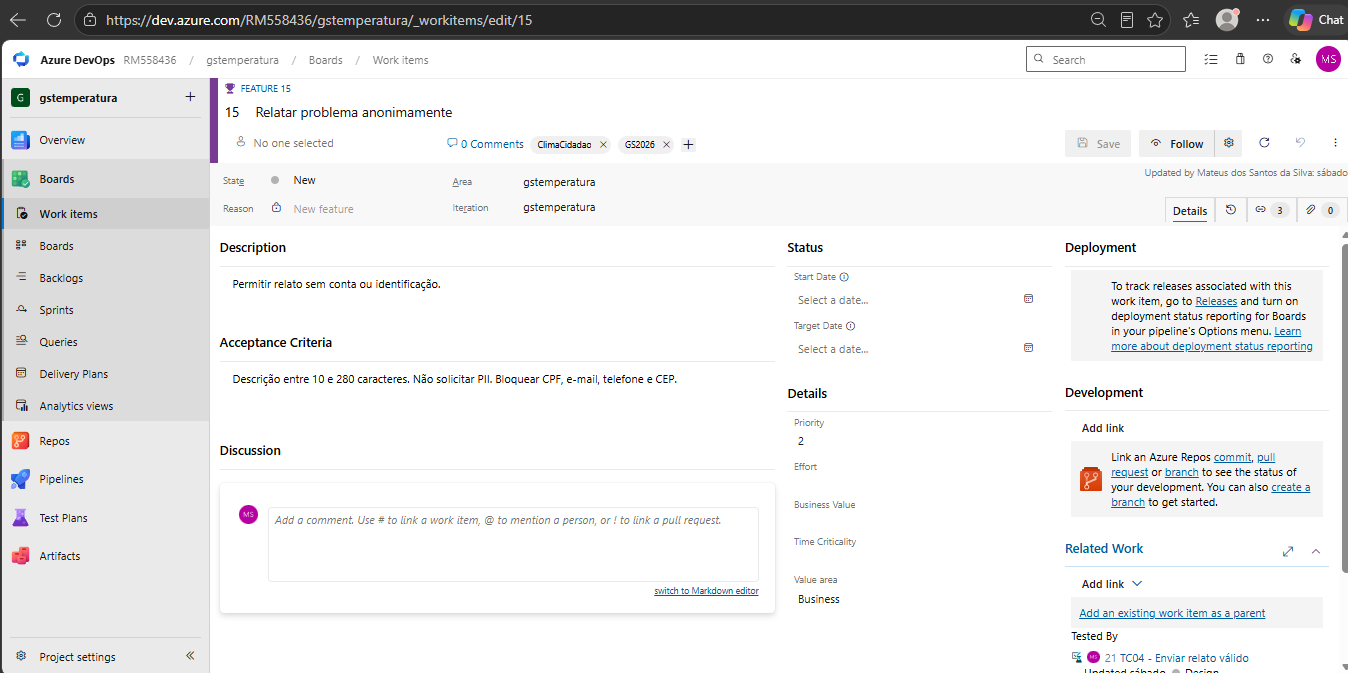 https://dev.azure.com/RM558436/gstemperatura/_workitems/edit/15
Chat
Azure DevOps RM558436 / gstemperatura / Boards / Work items
Search
MS
G gstemperatura
Overview
Boards
Work items
Boards
Backlogs
Sprints
Queries
Delivery Plans
Analytics views
Repos
Pipelines
Test Plans
Artifacts
Project settings
FEATURE 15
15 Relatar problema anonimamente
No one selected
0 Comments
ClimaCidadao
GS2026
Save
Follow
State New
Area gstemperatura
Updated by Mateus dos Santos da Silva: sábado
Reason New feature
Iteration gstemperatura
Details
3
0
Description
Permitir relato sem conta ou identificação.
Acceptance Criteria
Descrição entre 10 e 280 caracteres. Não solicitar PII. Bloquear CPF, e-mail, telefone e CEP.
Discussion
MS
Add a comment. Use # to link a work item, @ to mention a person, or ! to link a pull request.
switch to Markdown editor
Status
Start Date
Select a date...
Target Date
Select a date...
Details
Priority
2
Effort
Business Value
Time Criticality
Value area
Business
Deployment
To track releases associated with this
work item, go to Releases and turn on
deployment status reporting for Boards
in your pipeline's Options menu. Learn
more about deployment status reporting
Development
Add link
Link an Azure Repos commit, pull
request or branch to see the status of
your development. You can also create a
branch to get started.
Related Work
Add link
Add an existing work item as a parent
Tested By
MS 21 TC04 - Enviar relato válido
Updated sábado Design